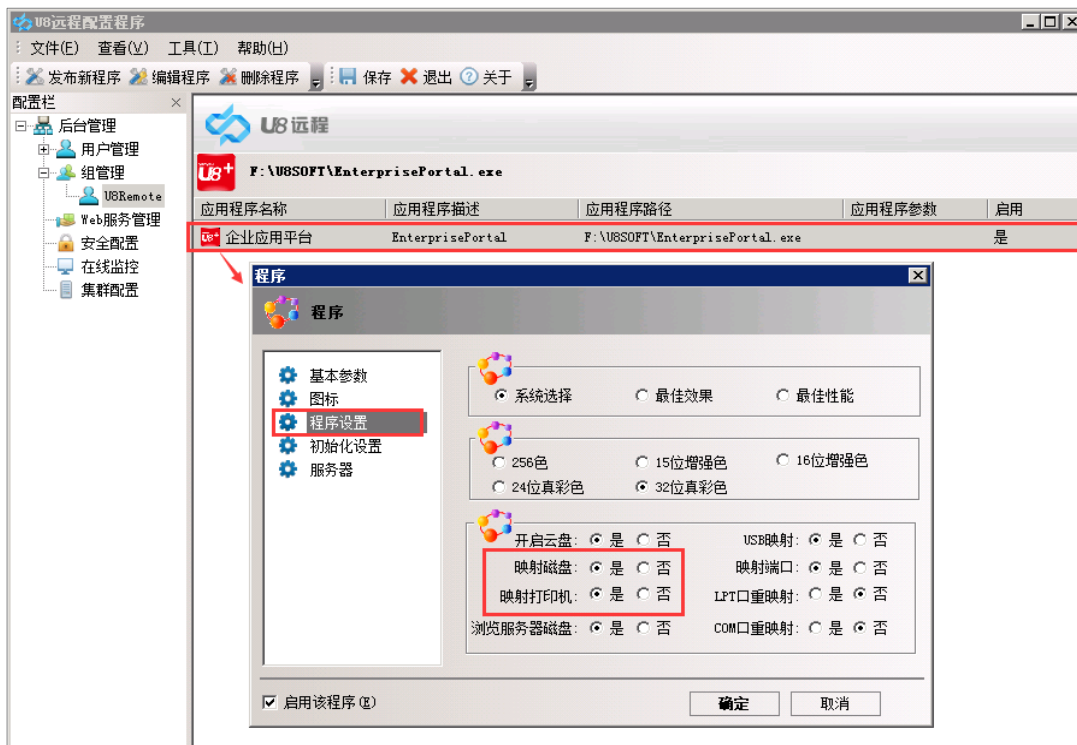 U8远程配置程序
文件(F) 查看(V) 工具(T) 帮助(H)
发布新程序 编辑程序 删除程序 保存 退出 关于
配置栏
后台管理
用户管理
组管理
U8Remote
Web服务管理
安全配置
在线监控
集群配置
U8远程
U8+ F:\U8SOFT\EnterprisePortal.exe
应用程序名称 应用程序描述 应用程序路径 应用程序参数 启用
U8+ 企业应用平台 EnterprisePortal F:\U8SOFT\EnterprisePortal.exe 是
程序
程序
基本参数
图标
程序设置
初始化设置
服务器
系统选择 最佳效果 最佳性能
256色 15位增强色 16位增强色
24位真彩色 32位真彩色
开启云盘: 是 否 USB映射: 是 否
映射磁盘: 是 否 映射端口: 是 否
映射打印机: 是 否 LPT口重映射: 是 否
浏览服务器磁盘: 是 否 COM口重映射: 是 否
启用该程序(E) 确定 取消